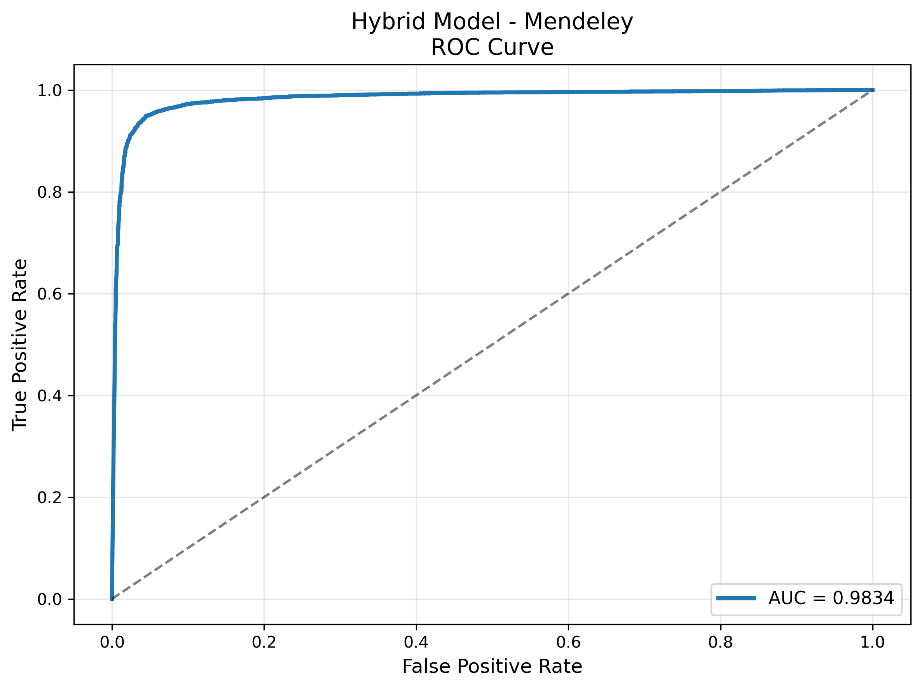 Hybrid Model - Mendeley
ROC Curve
True Positive Rate
1.0
0.8
0.6
0.4
0.2
0.0
AUC = 0.9834
0.0 0.2 0.4 0.6 0.8 1.0
False Positive Rate